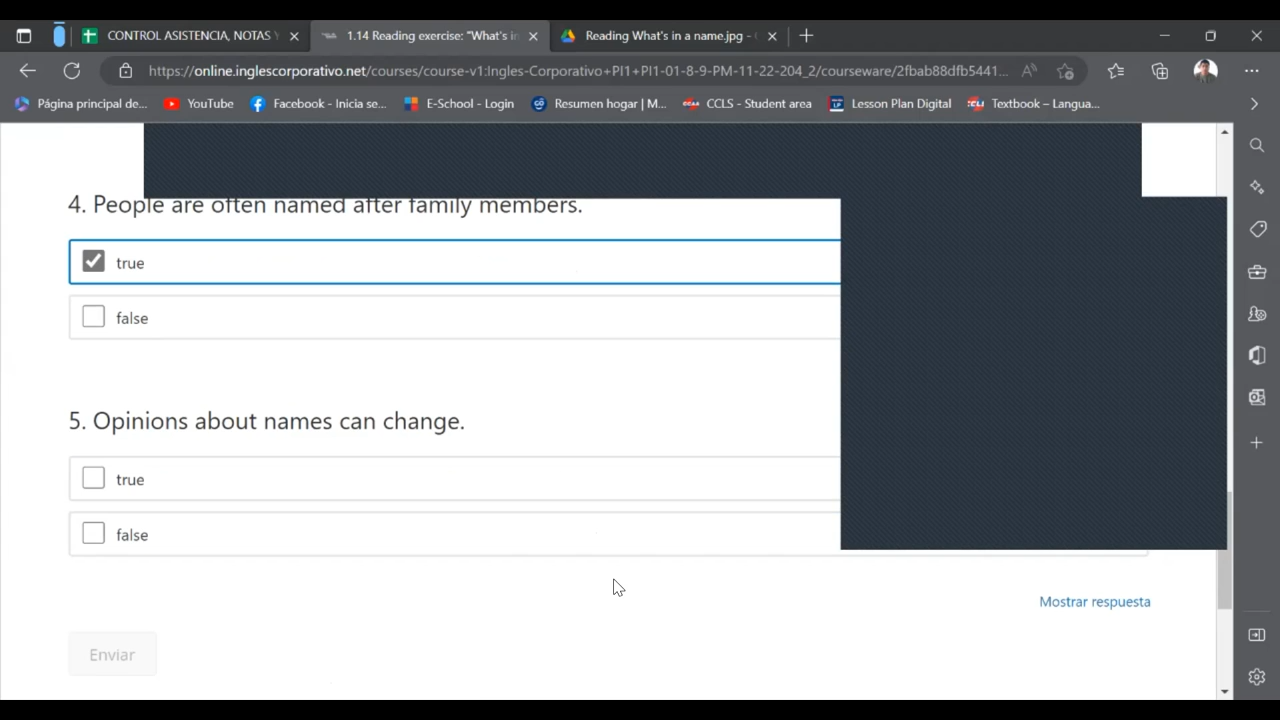 CONTROL ASISTENCIA, NOTAS Y
1.14 Reading exercise: "What's in
Reading What's in a name.jpg -
https://online.inglescorporativo.net/courses/course-v1:Ingles-Corporativo+PI1+PI1-01-8-9-PM-11-22-204_2/courseware/2fbab88dfb5441...
Página principal de...
YouTube
Facebook - Inicia se...
E-School - Login
Resumen hogar | M...
CCLS - Student area
Lesson Plan Digital
Textbook – Langua...
4. People are often named after family members.
true
false
5. Opinions about names can change.
true
false
Mostrar respuesta
Enviar